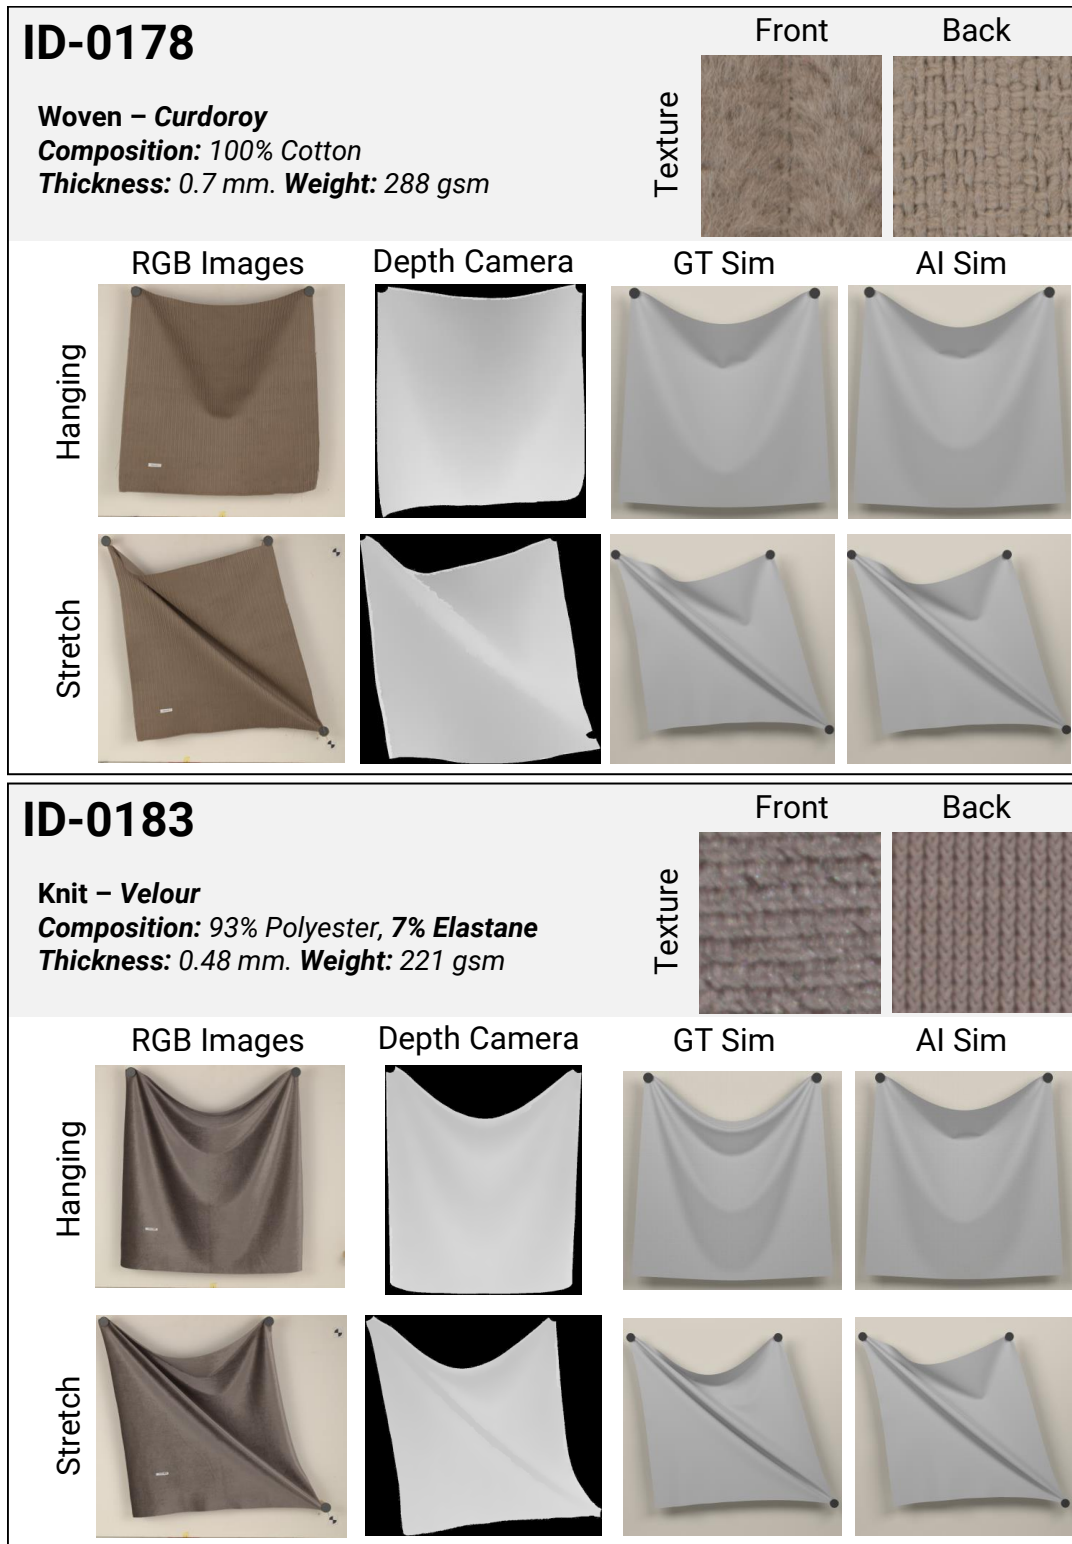 ID-0178
Front
Back
Woven – Curdoroy
Composition: 100% Cotton
Thickness: 0.7 mm. Weight: 288 gsm
Texture
RGB Images
Depth Camera
GT Sim
AI Sim
Hanging
Stretch
ID-0183
Front
Back
Knit – Velour
Composition: 93% Polyester, 7% Elastane
Thickness: 0.48 mm. Weight: 221 gsm
Texture
RGB Images
Depth Camera
GT Sim
AI Sim
Hanging
Stretch